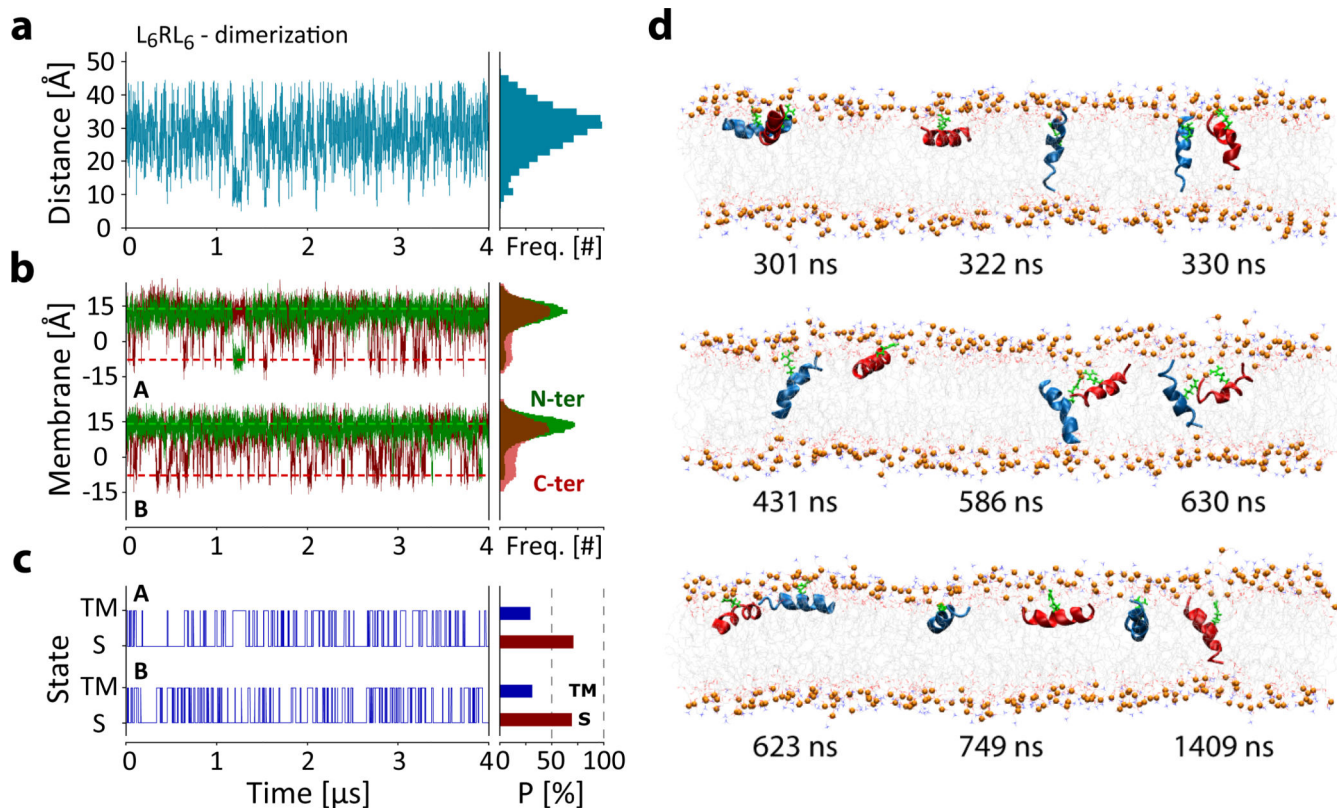 a
L6RL6 - dimerization
Distance [Å]
50
40
30
20
10
0
0 1 2 3 4 Freq. [#]
b
Membrane [Å]
15
0
-15
A
N-ter
15
0
-15
C-ter
B
0 1 2 3 4 Freq. [#]
c
State
A
TM
S
B
TM
S
TM
S
0 1 2 3 4 0 50 100
Time [µs] P [%]
d
301 ns 322 ns 330 ns
431 ns 586 ns 630 ns
623 ns 749 ns 1409 ns